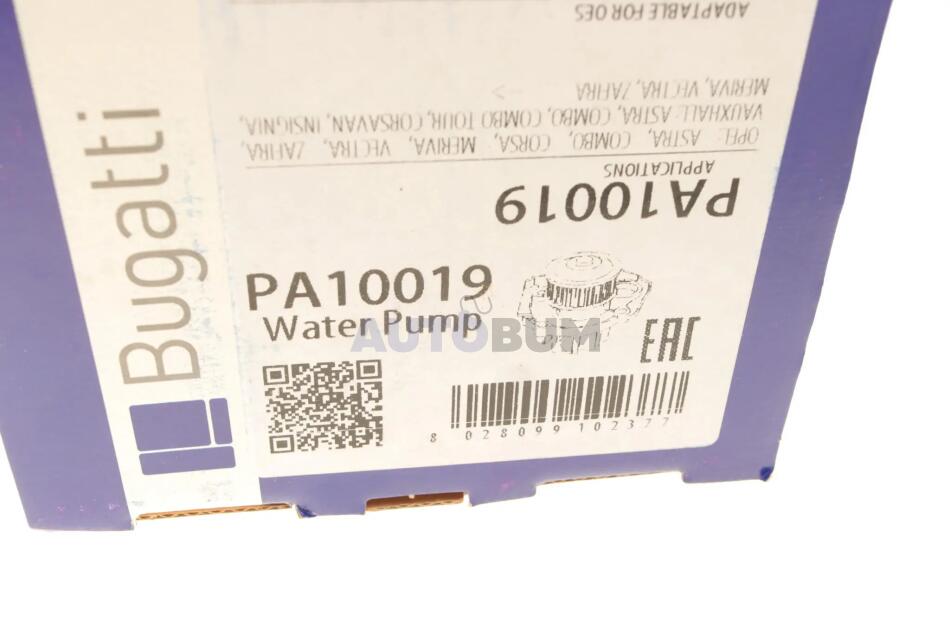 Bugatti
ADAPTABLE FOR OES
PA10019
APPLICATIONS
OPEL: ASTRA, COMBO, CORSA, MERIVA, VECTRA, ZAFIRA,
VAUXHALL: ASTRA, COMBO, COMBO TOUR, CORSAVAN, INSIGNIA,
MERIVA, VECTRA, ZAFIRA
PA10019
Water Pump
AUTOBUM
EAC
8 028099 102377